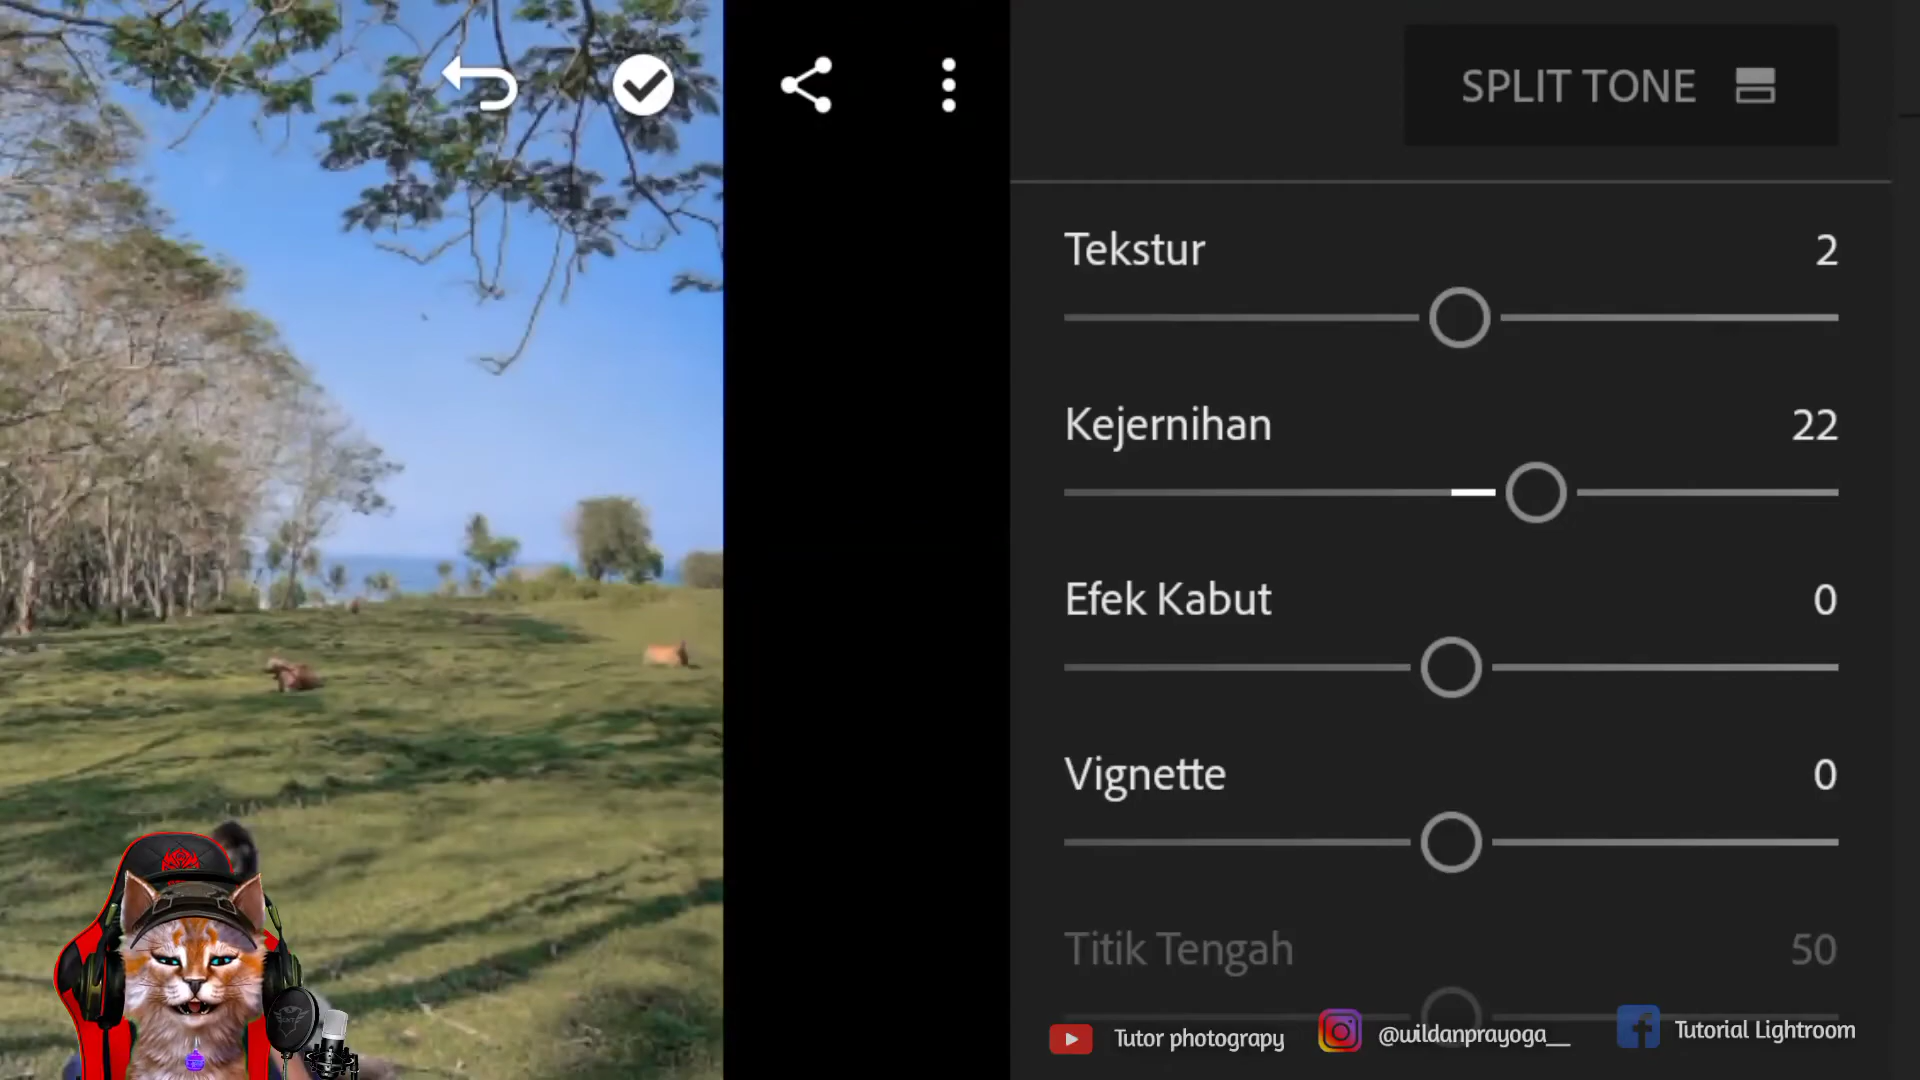 SPLIT TONE
Tekstur 2
Kejernihan 22
Efek Kabut 0
Vignette 0
Titik Tengah 50
Tutor photograpy @wildanprayoga__ Tutorial Lightroom